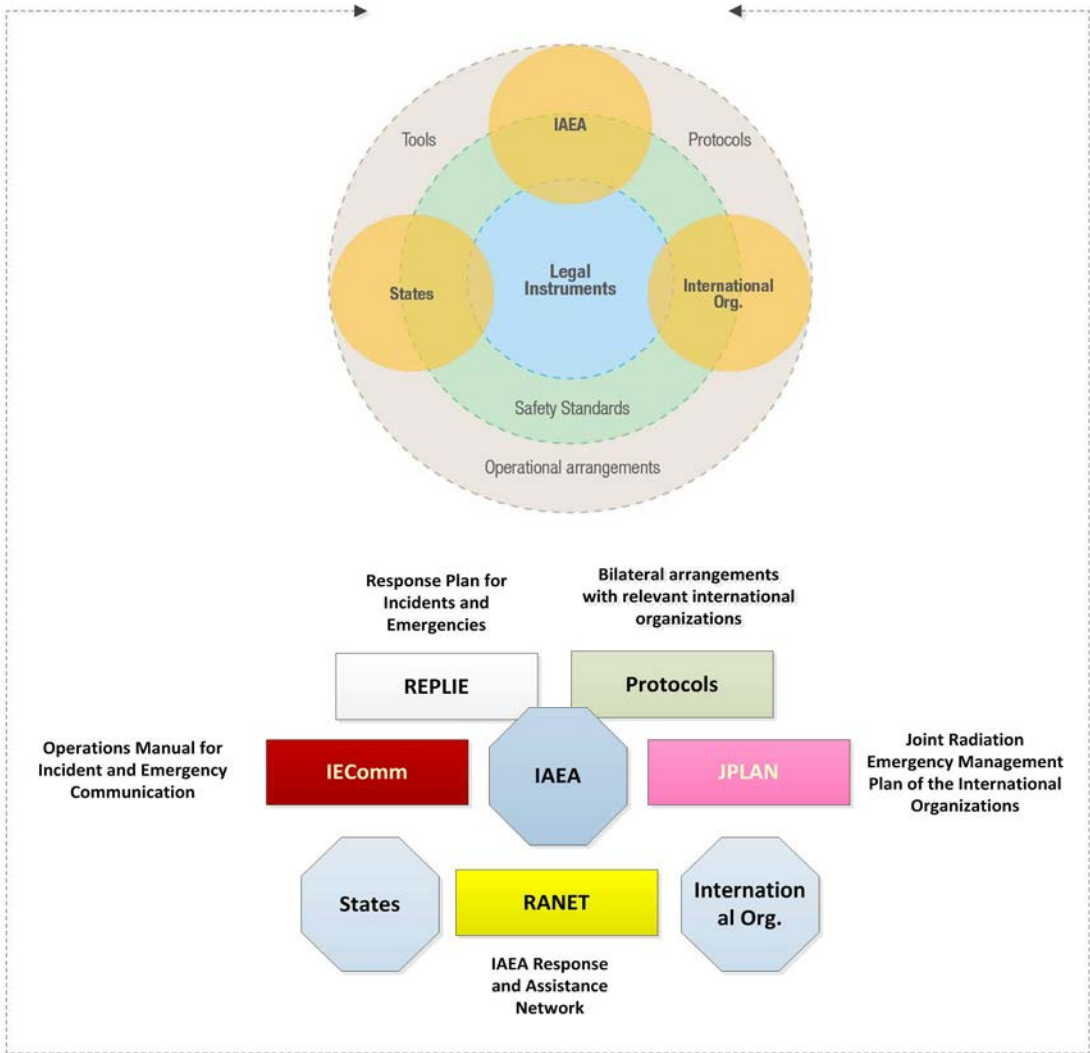 IAEA
Tools
Protocols
Legal
Instruments
States
International
Org.
Safety Standards
Operational arrangements
Response Plan for
Incidents and
Emergencies
Bilateral arrangements
with relevant international
organizations
REPLIE
Protocols
Operations Manual for
Incident and Emergency
Communication
IEComm
IAEA
JPLAN
Joint Radiation
Emergency Management
Plan of the International
Organizations
States
RANET
Internation
al Org.
IAEA Response
and Assistance
Network